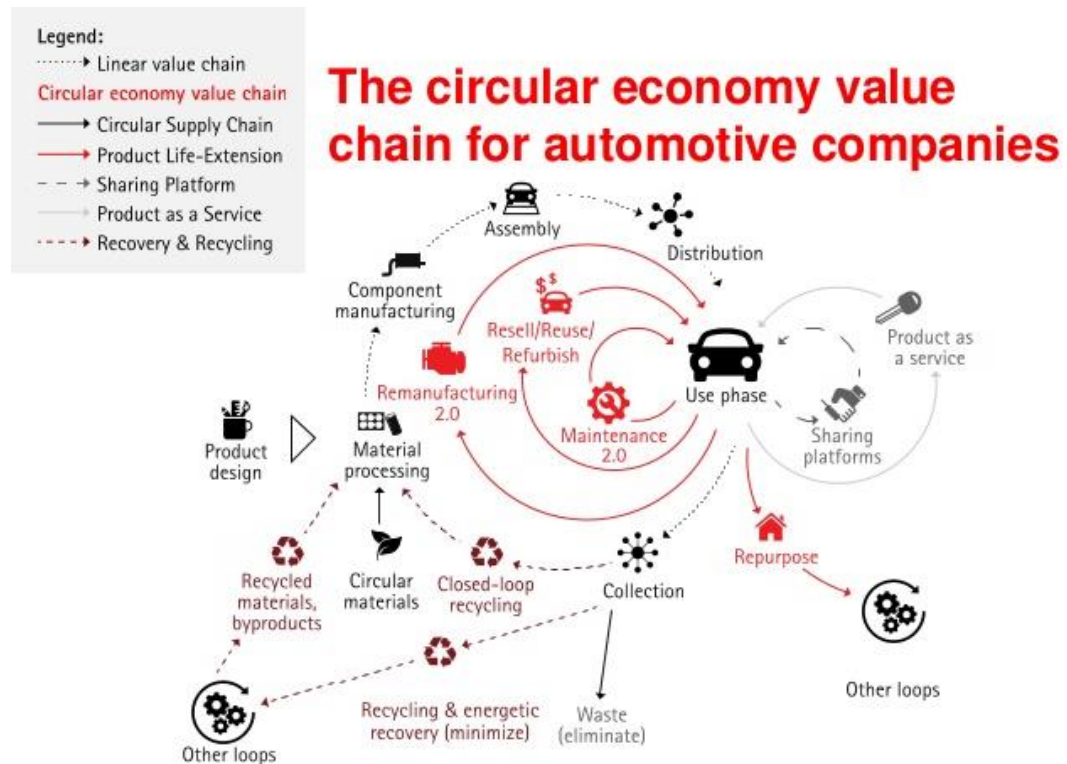 Legend:
Linear value chain
Circular economy value chain
Circular Supply Chain
Product Life-Extension
Sharing Platform
Product as a Service
Recovery & Recycling
The circular economy value
chain for automotive companies
Assembly
Distribution
Component
manufacturing
$$
Resell/Reuse/
Refurbish
Remanufacturing
2.0
Use phase
Product as
a service
Maintenance
2.0
Sharing
platforms
Product
design
Material
processing
Repurpose
Recycled
materials,
byproducts
Circular
materials
Closed-loop
recycling
Collection
Other loops
Recycling & energetic
recovery (minimize)
Waste
(eliminate)
Other loops